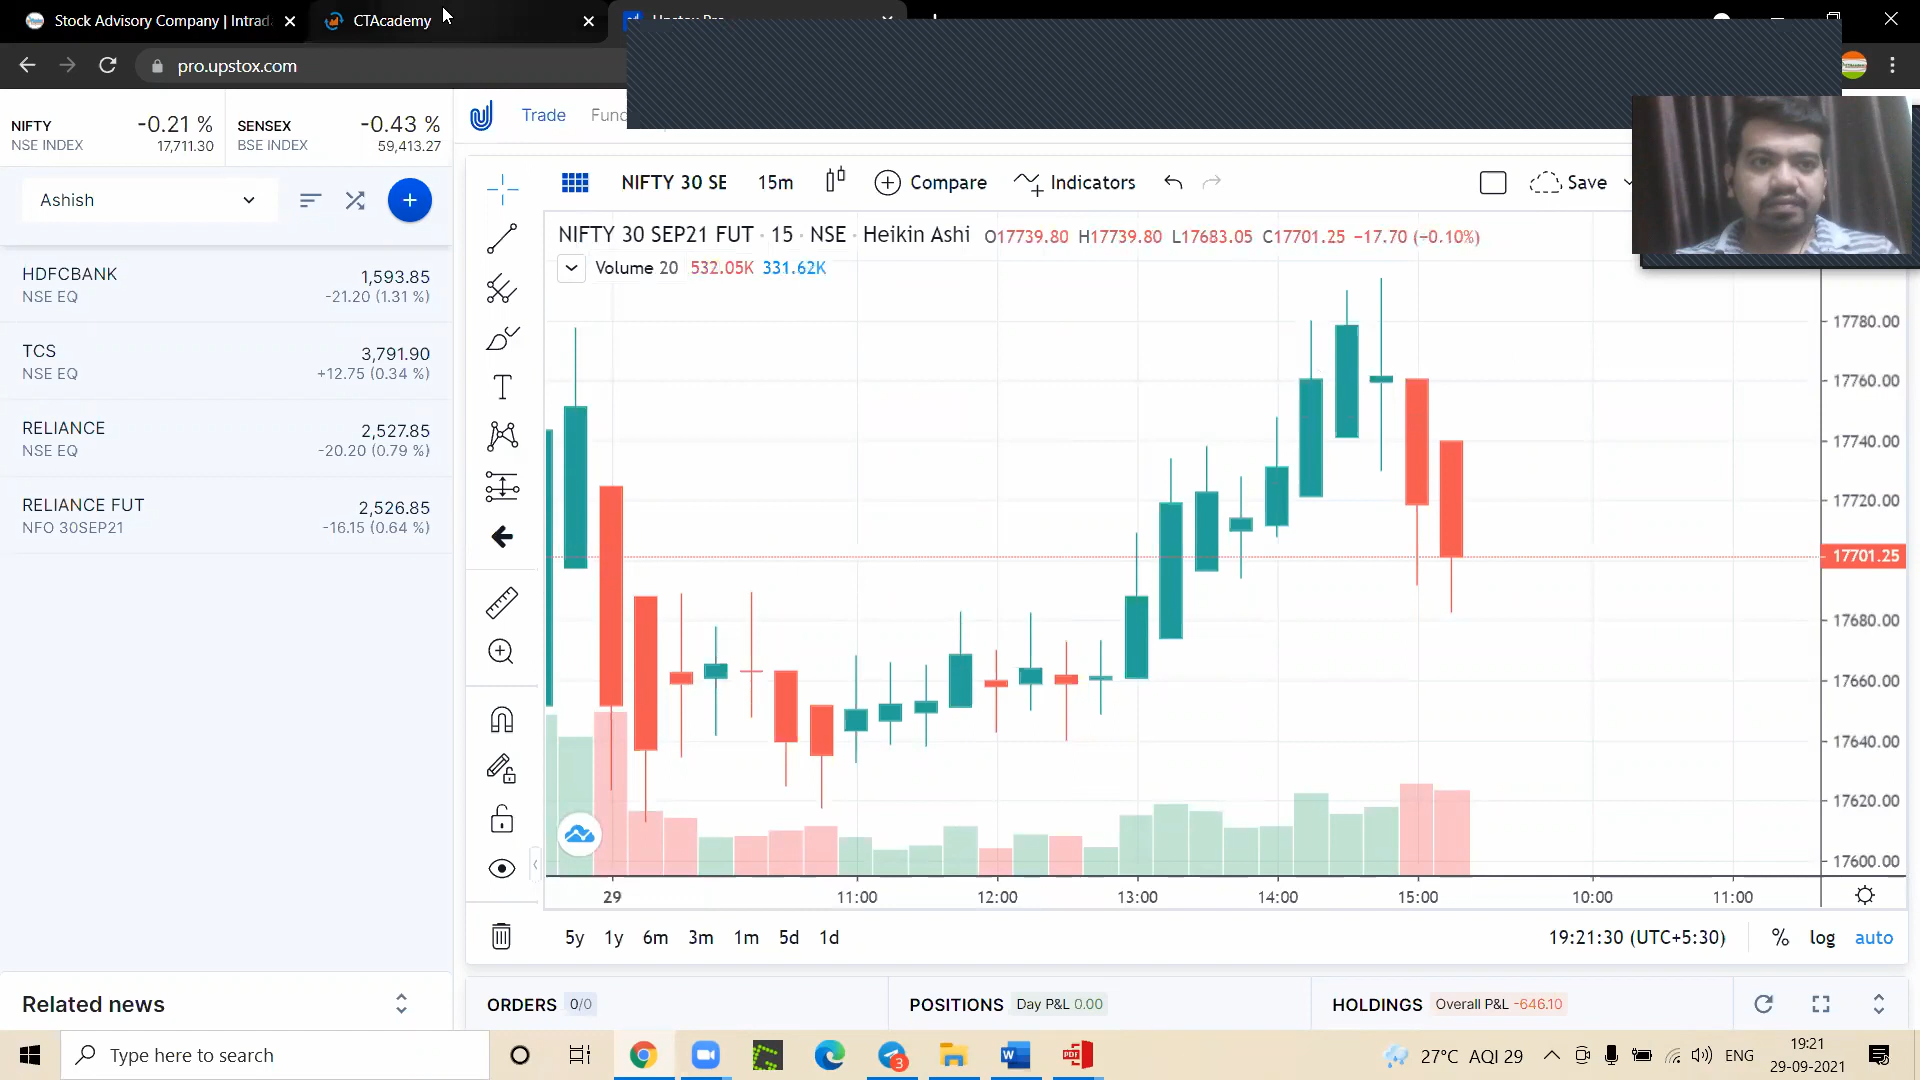 Stock Advisory Company | Intrad
CTAcademy
pro.upstox.com
NIFTY
-0.21 %
NSE INDEX
17,711.30
SENSEX
-0.43 %
BSE INDEX
59,413.27
Trade
Ashish
HDFCBANK
1,593.85
NSE EQ
-21.20 (1.31 %)
TCS
3,791.90
NSE EQ
+12.75 (0.34 %)
RELIANCE
2,527.85
NSE EQ
-20.20 (0.79 %)
RELIANCE FUT
2,526.85
NFO 30SEP21
-16.15 (0.64 %)
Related news
NIFTY 30 SE
15m
Compare
Indicators
Save
NIFTY 30 SEP21 FUT · 15 · NSE · Heikin Ashi O17739.80 H17739.80 L17683.05 C17701.25 −17.70 (−0.10%)
Volume 20 532.05K 331.62K
17780.00
17760.00
17740.00
17720.00
17701.25
17680.00
17660.00
17640.00
17620.00
17600.00
29 11:00 12:00 13:00 14:00 15:00 10:00 11:00
5y 1y 6m 3m 1m 5d 1d
19:21:30 (UTC+5:30)
% log auto
ORDERS 0/0
POSITIONS Day P&L 0.00
HOLDINGS Overall P&L -646.10
Type here to search
3
PDF
27°C AQI 29
ENG
19:21
29-09-2021